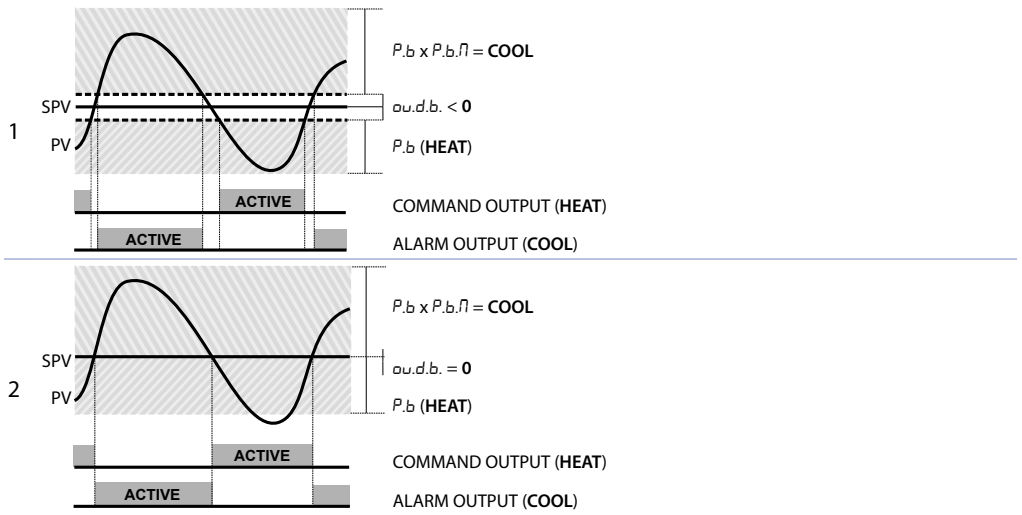 P.b x P.b.M = COOL
SPV
ou.d.b. < 0
1
PV
P.b (HEAT)
ACTIVE
COMMAND OUTPUT (HEAT)
ACTIVE
ALARM OUTPUT (COOL)
P.b x P.b.M = COOL
SPV
ou.d.b. = 0
2
PV
P.b (HEAT)
ACTIVE
COMMAND OUTPUT (HEAT)
ACTIVE
ALARM OUTPUT (COOL)